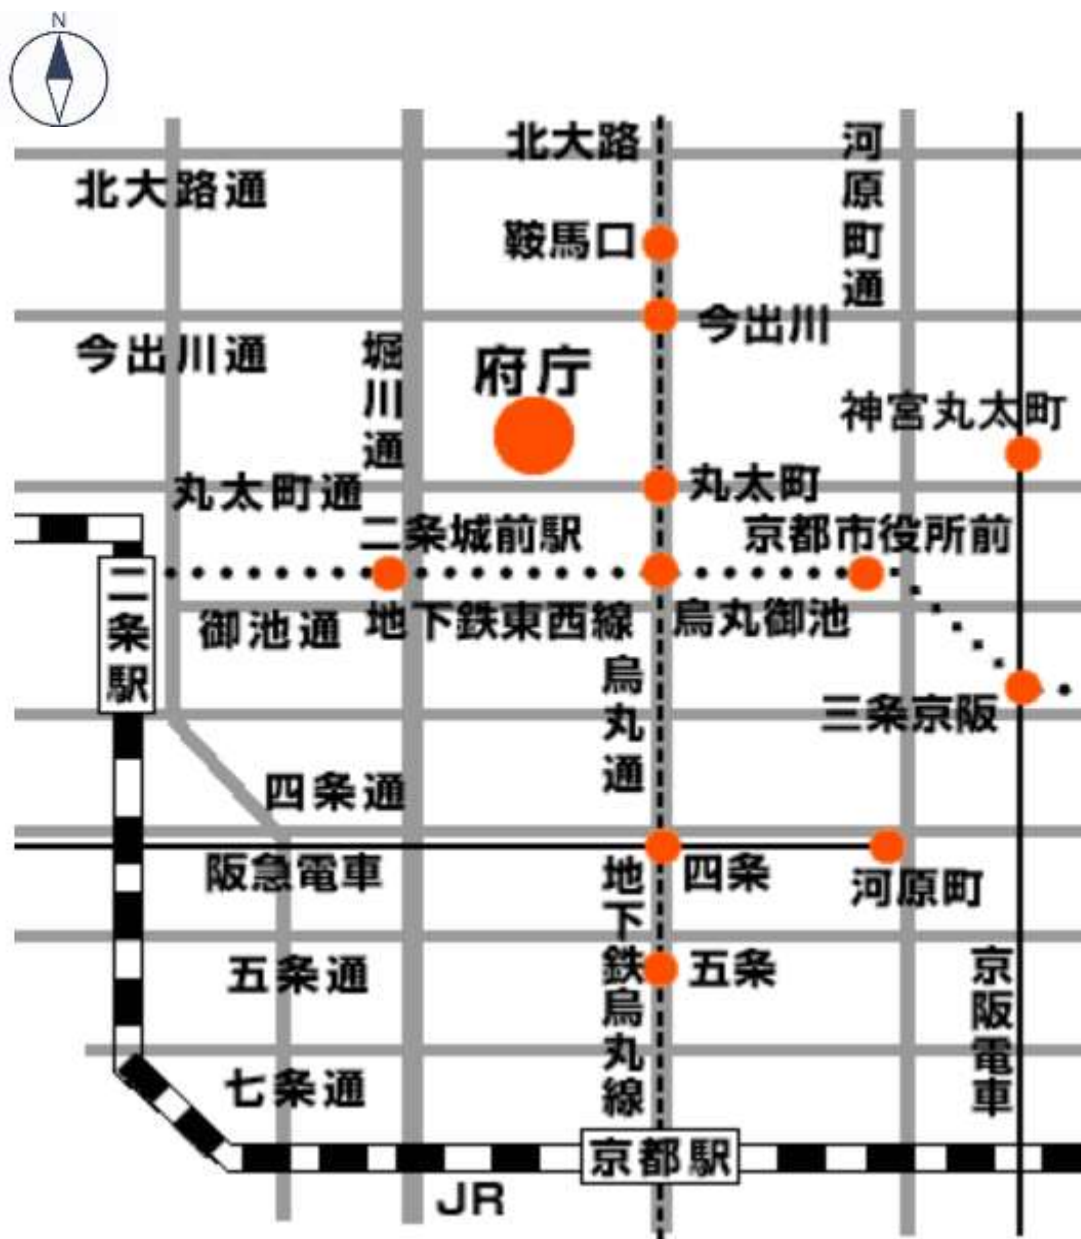 N
北大路
河原町通
北大路通
鞍馬口
今出川
今出川通
堀川通
府庁
神宮丸太町
丸太町通
丸太町
二条城前駅
京都市役所前
二条駅
御池通
地下鉄東西線
烏丸御池
烏丸通
三条京阪
四条通
阪急電車
四条
河原町
地下鉄烏丸線
五条通
五条
京阪電車
七条通
京都駅
JR